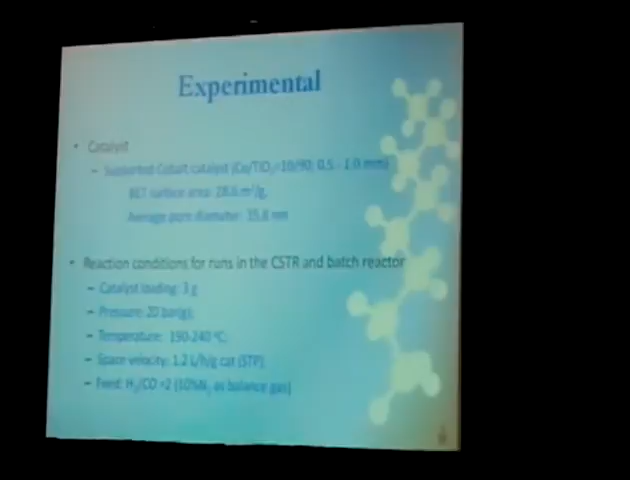 Experimental
• Catalyst
– Supported Cobalt catalyst (Co/TiO₂=10/90; 0.5 - 1.0 mm)
BET surface area: 28.6 m²/g,
Average pore diameter: 35.8 nm
• Reaction conditions for runs in the CSTR and batch reactor
– Catalyst loading: 3 g
– Pressure: 20 bar(g);
– Temperature: 190-240 °C;
– Space velocity: 1.2 L/h/g cat (STP)
– Feed: H₂/CO =2 (10%N₂ as balance gas)